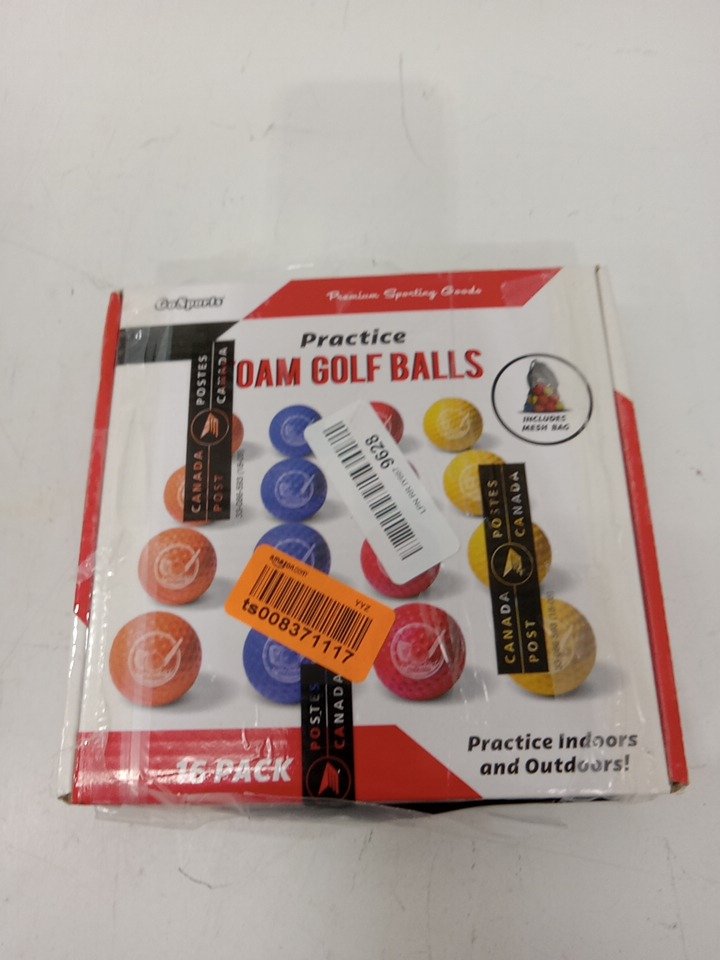 GoSports
Premium Sporting Goods
Practice
OAM GOLF BALLS
INCLUDES
MESH BAG
POSTES
CANADA
CANADA
POST
9628
amazon.com
YYZ
ts008371117
POSTES
CANADA
CANADA
POST
POSTES
CANADA
16 PACK
Practice Indoors
and Outdoors!